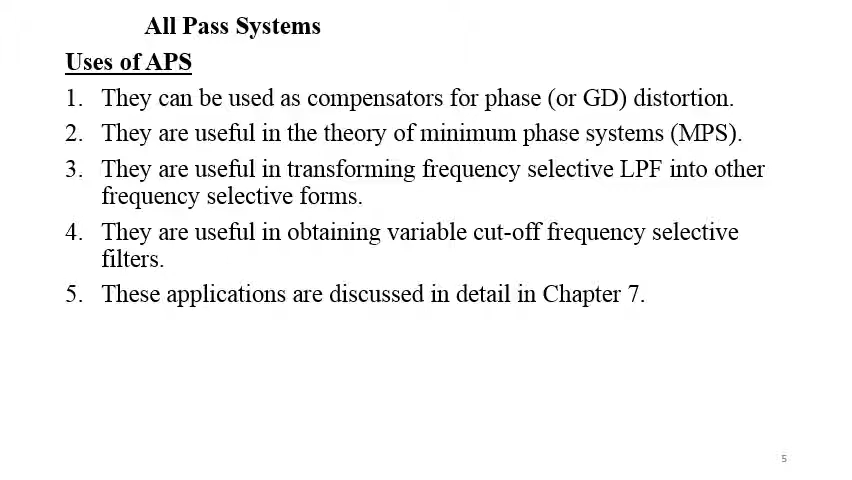 All Pass Systems
Uses of APS
1. They can be used as compensators for phase (or GD) distortion.
2. They are useful in the theory of minimum phase systems (MPS).
3. They are useful in transforming frequency selective LPF into other
frequency selective forms.
4. They are useful in obtaining variable cut-off frequency selective
filters.
5. These applications are discussed in detail in Chapter 7.
5